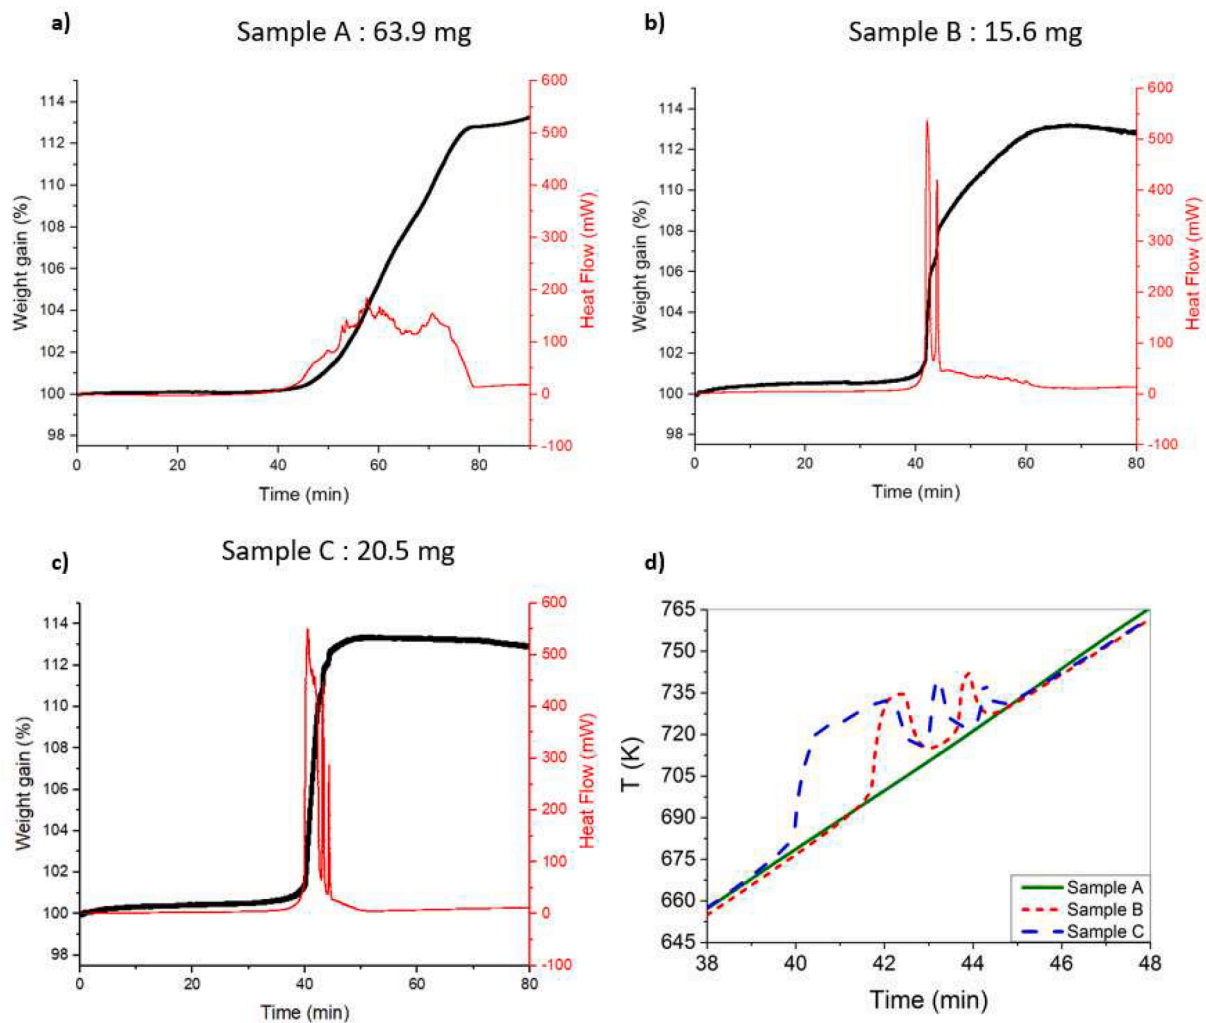 a)
Sample A : 63.9 mg
114
112
110
108
106
104
102
100
98
Weight gain (%)
600
500
400
300
200
100
0
-100
Heat Flow (mW)
0 20 40 60 80
Time (min)
b)
Sample B : 15.6 mg
114
112
110
108
106
104
102
100
98
Weight gain (%)
600
500
400
300
200
100
0
-100
Heat Flow (mW)
0 20 40 60 80
Time (min)
c)
Sample C : 20.5 mg
114
112
110
108
106
104
102
100
98
Weight gain (%)
600
500
400
300
200
100
0
-100
Heat Flow (mW)
0 10 20 30 40 50 60 70 80
Time (min)
d)
765
750
735
720
705
690
675
660
645
T (K)
Sample A
Sample B
Sample C
38 40 42 44 46 48
Time (min)